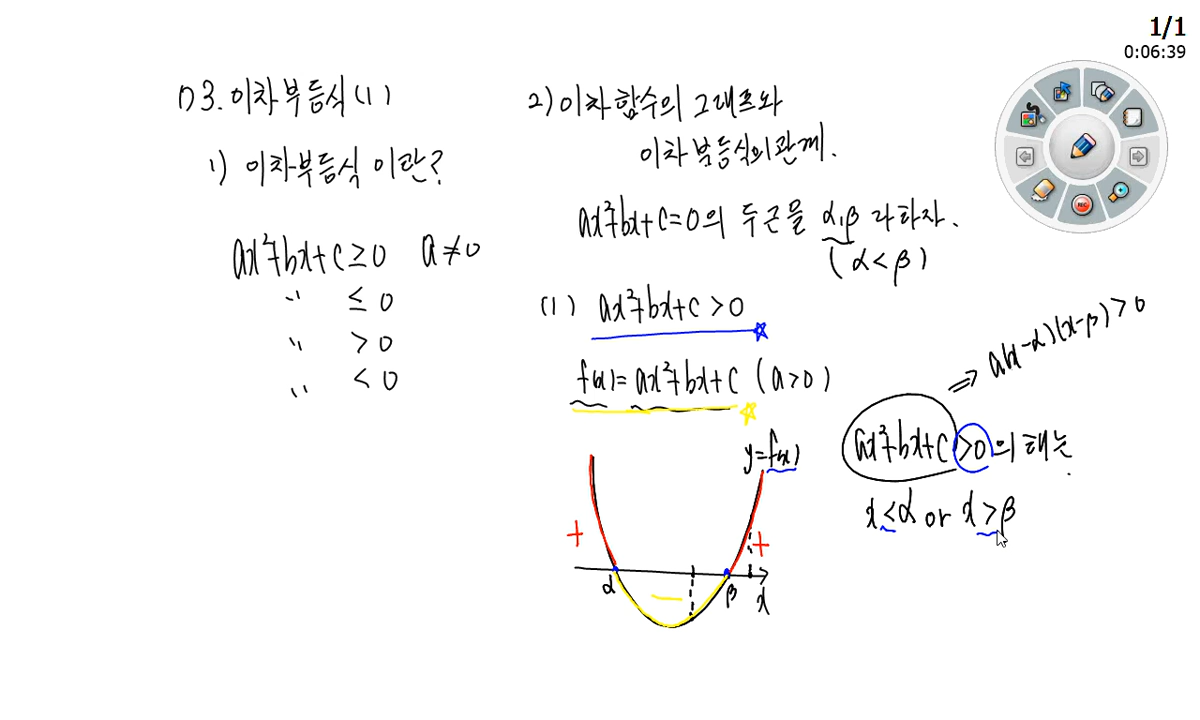 1/1
0:06:39
03. 이차부등식(1)
1) 이차부등식 이란?
ax²+bx+c≥0 a≠0
〃 ≤0
〃 >0
〃 <0
2) 이차함수의 그래프와
이차부등식의 관계.
ax²+bx+c=0의 두근을 α,β 라하자.
(α<β)
(1) ax²+bx+c>0
f(x)=ax²+bx+c (a>0)
y=f(x)
+
+
−
α
β
x
⇒ a(x-α)(x-β)>0
ax²+bx+c>0의 해는
x<α or x>β
REC